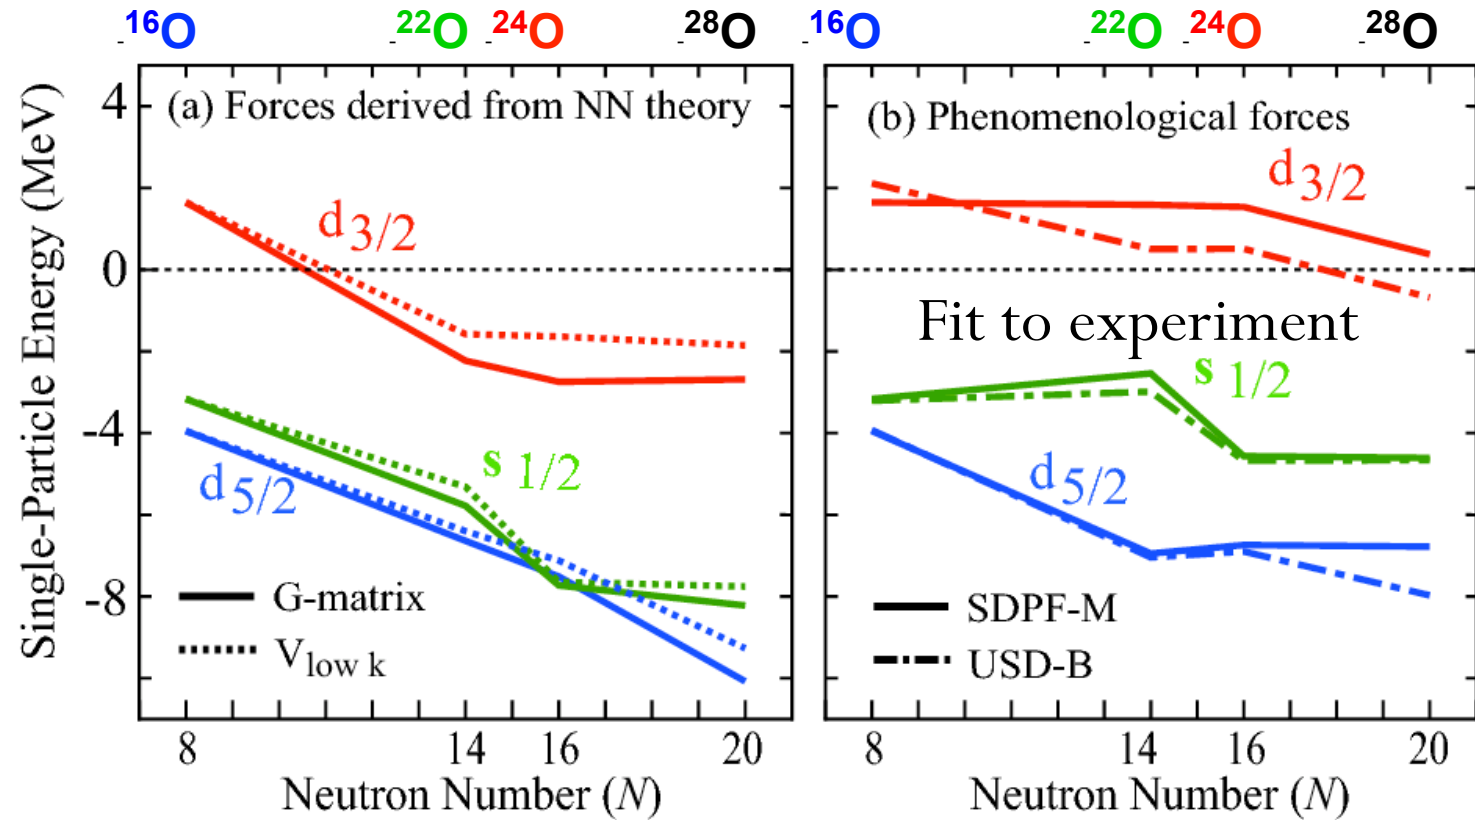 -16O -22O -24O -28O -16O -22O -24O -28O
(a) Forces derived from NN theory
(b) Phenomenological forces
Single-Particle Energy (MeV)
4
0
-4
-8
d3/2
s 1/2
d5/2
G-matrix
Vlow k
d3/2
Fit to experiment
s 1/2
d5/2
SDPF-M
USD-B
8 14 16 20
8 14 16 20
Neutron Number (N)
Neutron Number (N)